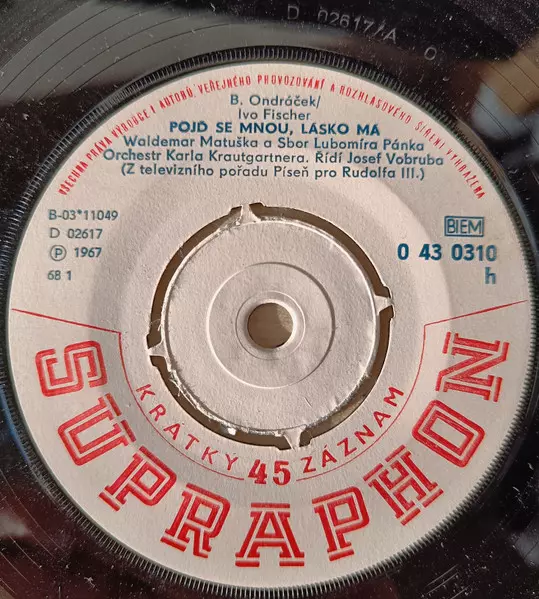 D 02617/A
VŠECHNA PRÁVA VÝROBCE I AUTORŮ, VEŘEJNÉHO PROVOZOVÁNÍ A ROZHLASOVÉHO ŠÍŘENÍ VYHRAŽENA
B. Ondráček/
Ivo Fischer
POJĎ SE MNOU, LÁSKO MÁ
Waldemar Matuška a Sbor Lubomíra Pánka
Orchestr Karla Krautgartnera. Řídí Josef Vobruba
(Z televizního pořadu Píseň pro Rudolfa III.)
B-03*11049
D 02617
Ⓟ 1967
68 1
BIEM
0 43 0310
h
KRÁTKÝ 45 ZÁZNAM
SUPRAPHON